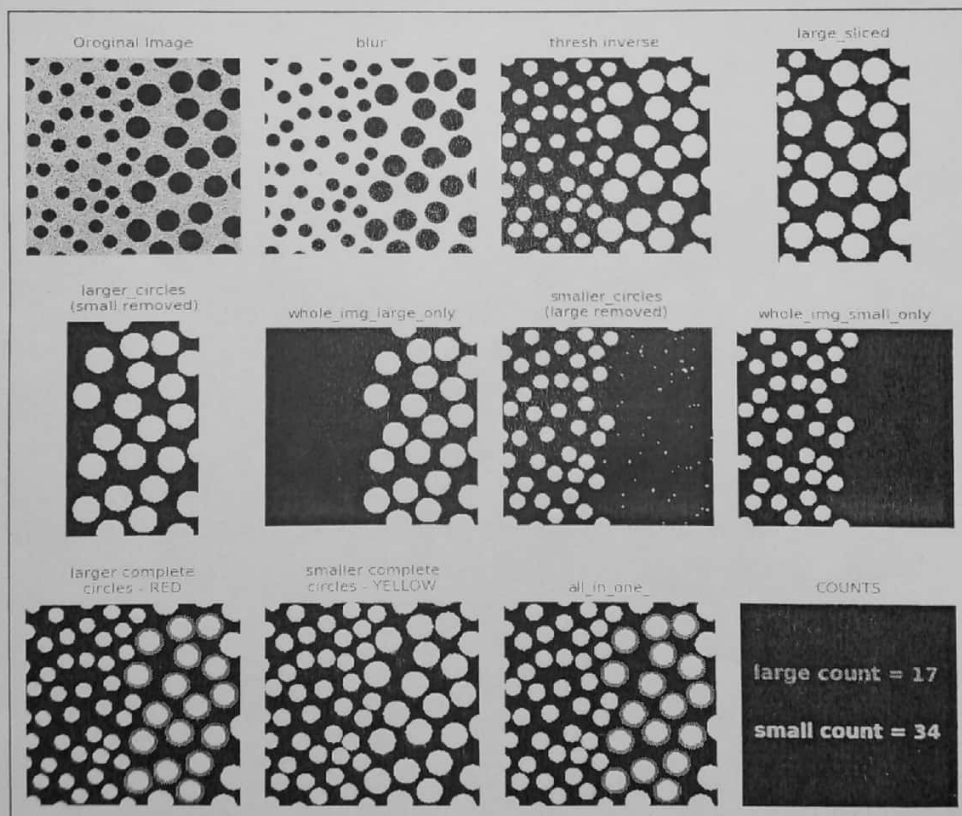 Oroginal Image
blur
thresh inverse
large_sliced
larger_circles
(small removed)
whole_img_large_only
smaller_circles
(large removed)
whole_img_small_only
larger complete
circles - RED
smaller complete
circles - YELLOW
all_in_one_
COUNTS
large count = 17
small count = 34